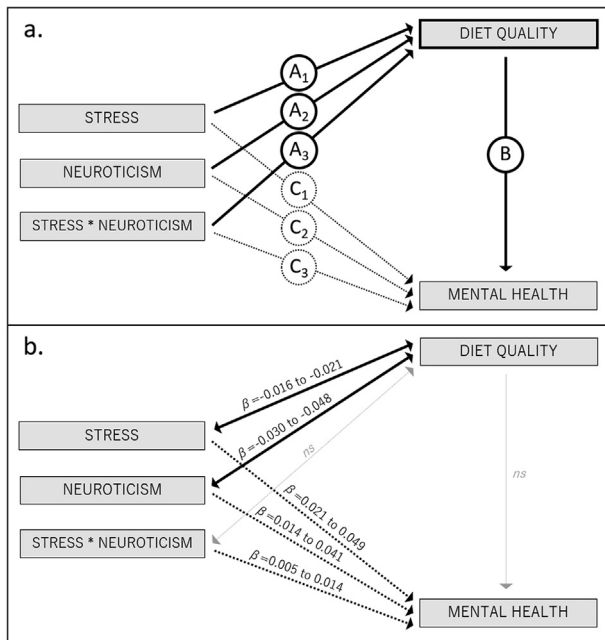 a.
DIET QUALITY
A1
STRESS
A2
A3
B
NEUROTICISM
C1
STRESS * NEUROTICISM
C2
C3
MENTAL HEALTH
b.
DIET QUALITY
β=-0.016 to -0.021
β=-0.030 to -0.048
STRESS
ns
ns
NEUROTICISM
β=0.021 to 0.049
β=0.014 to 0.041
STRESS * NEUROTICISM
β=0.005 to 0.014
MENTAL HEALTH